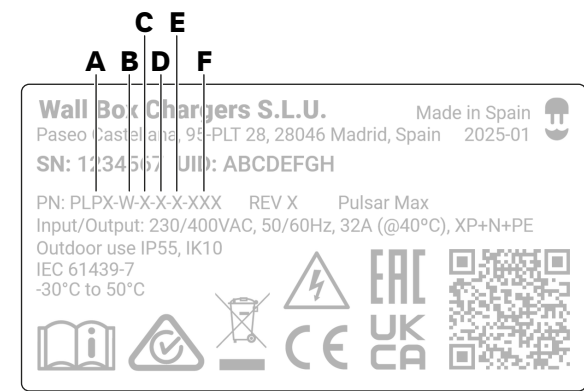 C E
A B D F
Wall Box Chargers S.L.U. Made in Spain
Paseo Castellana, 95-PLT 28, 28046 Madrid, Spain 2025-01
SN: 1234567 UID: ABCDEFGH
PN: PLPX-W-X-X-X-XXX REV X Pulsar Max
Input/Output: 230/400VAC, 50/60Hz, 32A (@40ºC), XP+N+PE
Outdoor use IP55, IK10
IEC 61439-7
-30°C to 50°C
EAC
i CE UK
CA